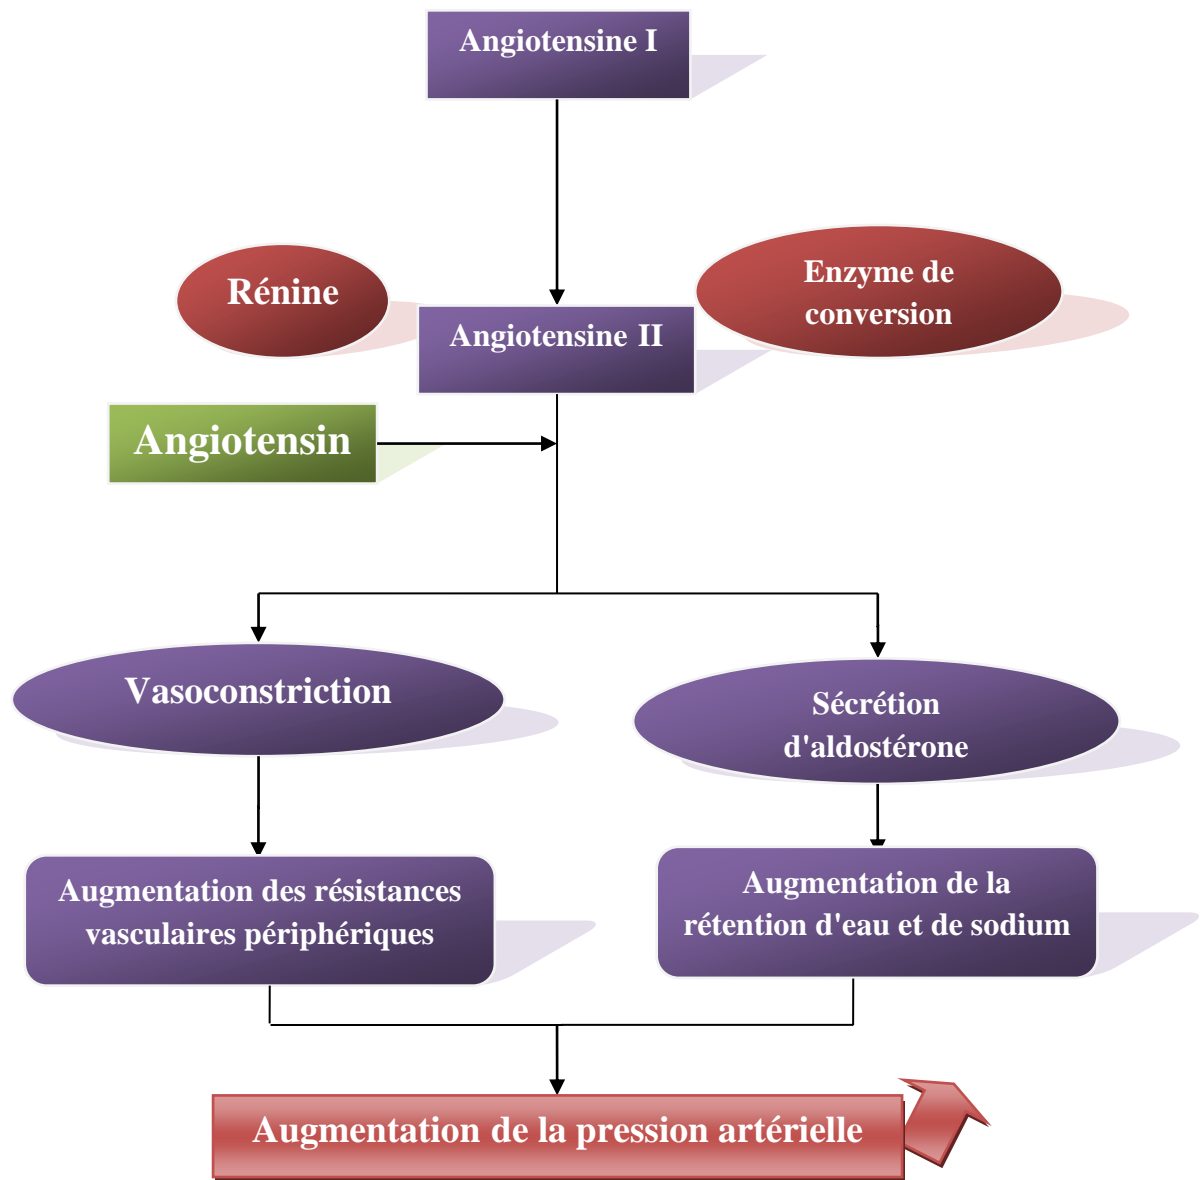 Angiotensine I
Rénine
Enzyme de
conversion
Angiotensine II
Angiotensin
Vasoconstriction
Sécrétion
d'aldostérone
Augmentation des résistances
vasculaires périphériques
Augmentation de la
rétention d'eau et de sodium
Augmentation de la pression artérielle